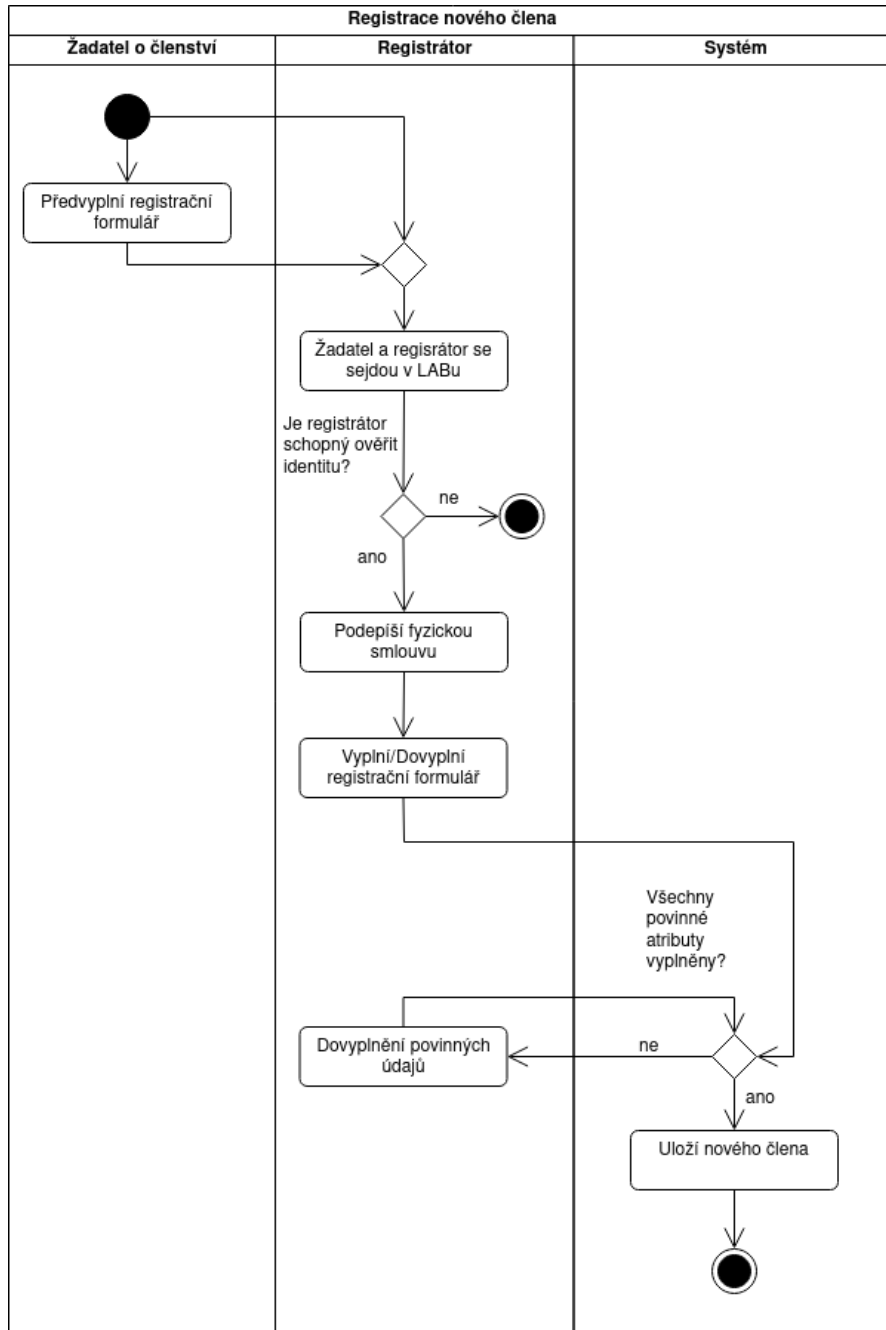 Registrace nového člena
Žadatel o členství
Registrátor
Systém
Předvyplní registrační
formulář
Žadatel a regisrátor se
sejdou v LABu
Je registrátor
schopný ověřit
identitu?
ne
ano
Podepíší fyzickou
smlouvu
Vyplní/Dovyplní
registrační formulář
Všechny
povinné
atributy
vyplněny?
Dovyplnění povinných
údajů
ne
ano
Uloží nového člena